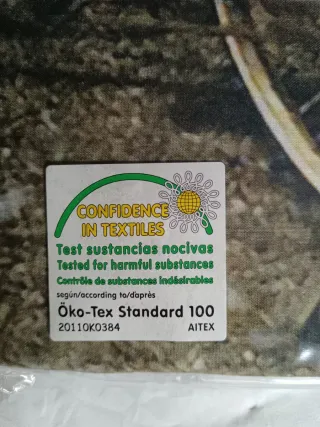 CONFIDENCE
IN TEXTILES
Test sustancias nocivas
Tested for harmful substances
Contrôle de substances indésirables
según/according to/d'après
Öko-Tex Standard 100
20110K0384 AITEX